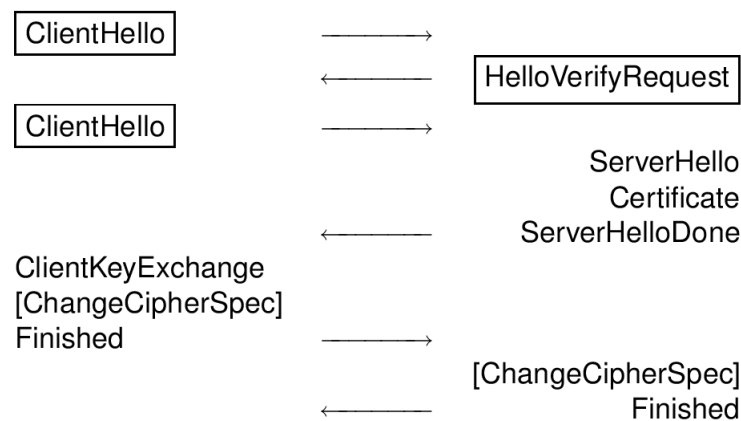 ClientHello
HelloVerifyRequest
ClientHello
ServerHello
Certificate
ServerHelloDone
ClientKeyExchange
[ChangeCipherSpec]
Finished
[ChangeCipherSpec]
Finished